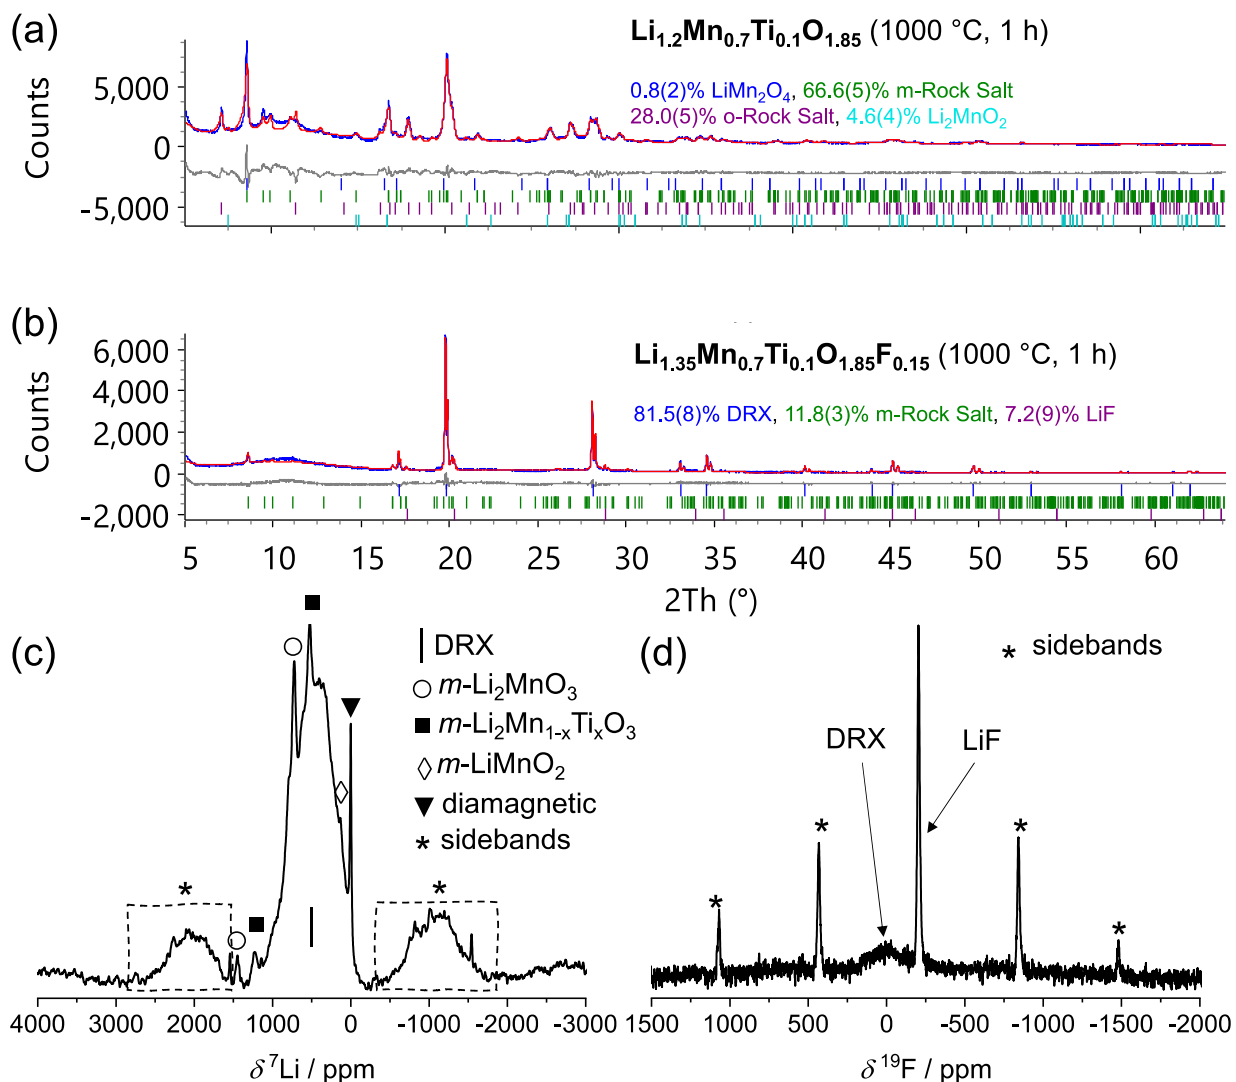 (a)
Li1.2Mn0.7Ti0.1O1.85 (1000 °C, 1 h)
0.8(2)% LiMn2O4, 66.6(5)% m-Rock Salt
28.0(5)% o-Rock Salt, 4.6(4)% Li2MnO2
Counts
5,000
0
-5,000
(b)
Li1.35Mn0.7Ti0.1O1.85F0.15 (1000 °C, 1 h)
81.5(8)% DRX, 11.8(3)% m-Rock Salt, 7.2(9)% LiF
Counts
6,000
4,000
2,000
0
-2,000
5 10 15 20 25 30 35 40 45 50 55 60
2Th (°)
(c)
DRX
m-Li2MnO3
m-Li2Mn1-xTixO3
m-LiMnO2
diamagnetic
* sidebands
*
*
4000 3000 2000 1000 0 -1000 -2000 -3000
δ 7Li / ppm
(d)
* sidebands
DRX
LiF
*
*
*
*
1500 1000 500 0 -500 -1000 -1500 -2000
δ 19F / ppm